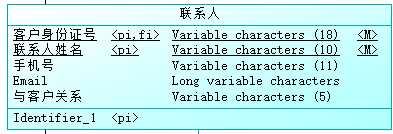 联系人
客户身份证号 <pi,fi> Variable characters (18) <M>
联系人姓名 <pi> Variable characters (10) <M>
手机号 Variable characters (11)
Email Long variable characters
与客户关系 Variable characters (5)
Identifier_1 <pi>